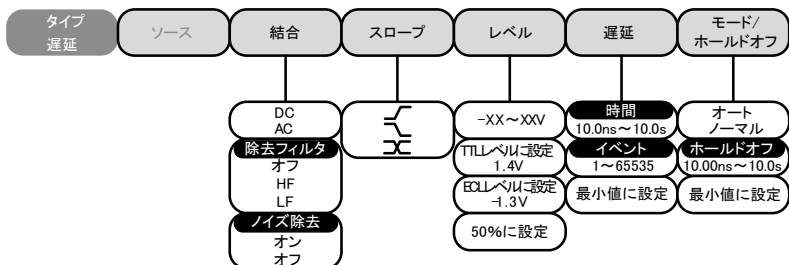 タイプ
遅延
ソース
結合
スロープ
レベル
遅延
モード/
ホールドオフ
DC
AC
除去フィルタ
オフ
HF
LF
ノイズ除去
オン
オフ
-XX～XXV
TTLレベルに設定
1.4V
ECLレベルに設定
-1.3V
50%に設定
時間
10.0ns～10.0s
イベント
1～65535
最小値に設定
オート
ノーマル
ホールドオフ
10.00ns～10.0s
最小値に設定